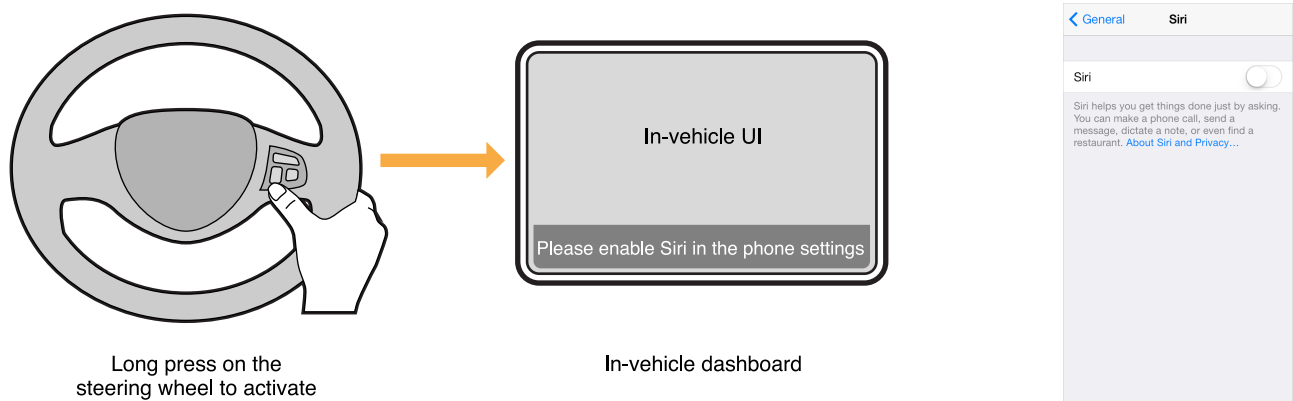 In-vehicle UI
Please enable Siri in the phone settings
Long press on the
steering wheel to activate
In-vehicle dashboard
General
Siri
Siri
Siri helps you get things done just by asking.
You can make a phone call, send a
message, dictate a note, or even find a
restaurant. About Siri and Privacy...